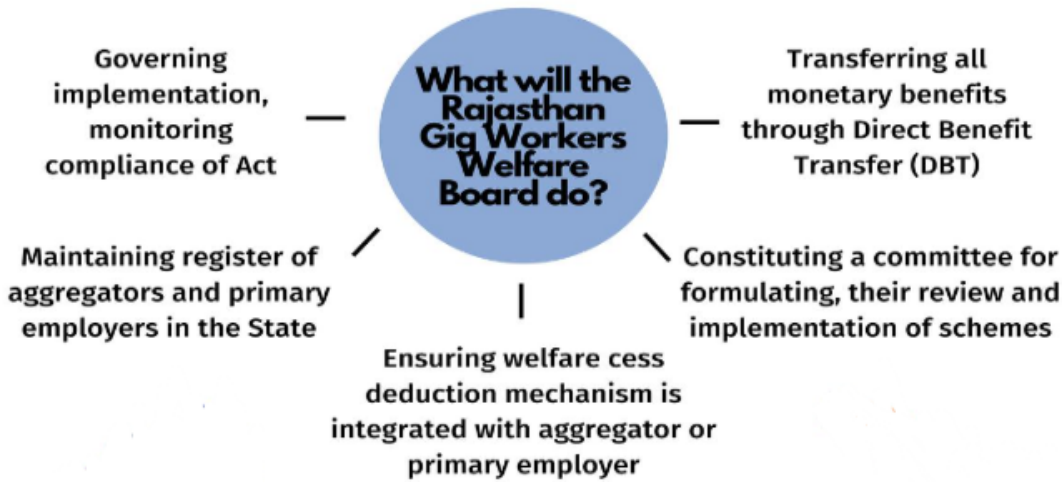 What will the
Rajasthan
Gig Workers
Welfare
Board do?
Governing
implementation,
monitoring
compliance of Act
Maintaining register of
aggregators and primary
employers in the State
Ensuring welfare cess
deduction mechanism is
integrated with aggregator or
primary employer
Constituting a committee for
formulating, their review and
implementation of schemes
Transferring all
monetary benefits
through Direct Benefit
Transfer (DBT)